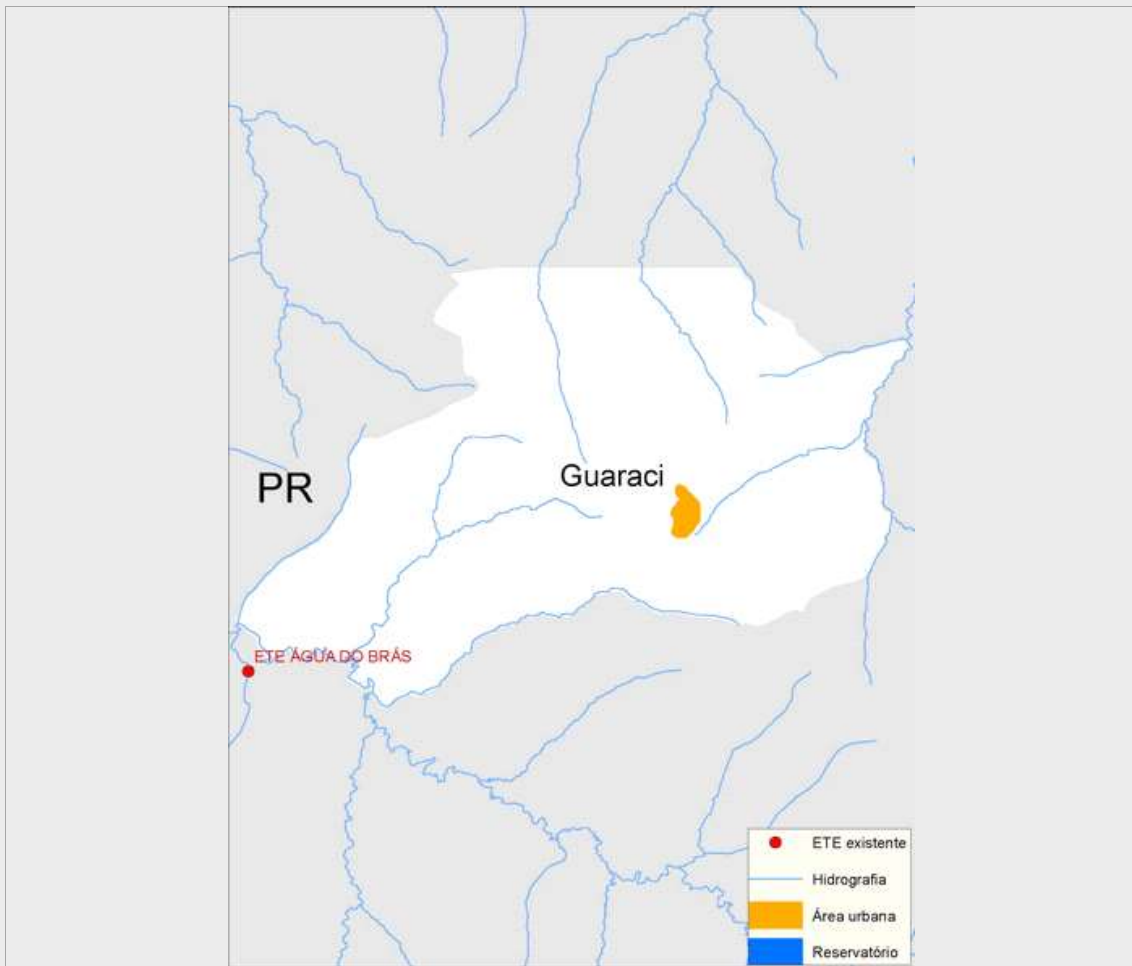 Guaraci
PR
ETE ÁGUA DO BRÁS
ETE existente
Hidrografia
Área urbana
Reservatório